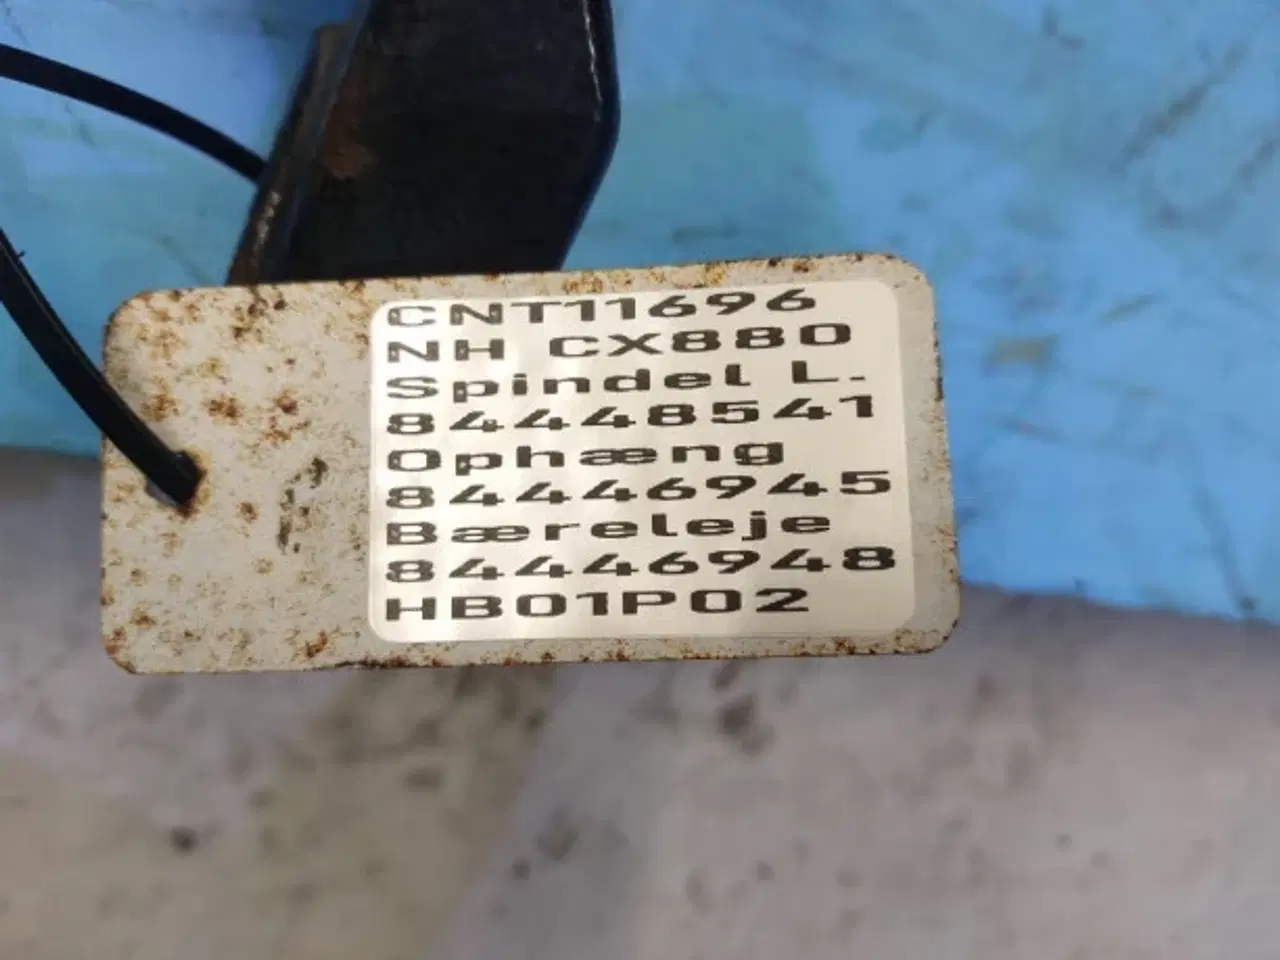 CNT11696
NH CX880
Spindel L.
84448541
Ophæng
84446945
Bæreleje
84446948
HB01P02